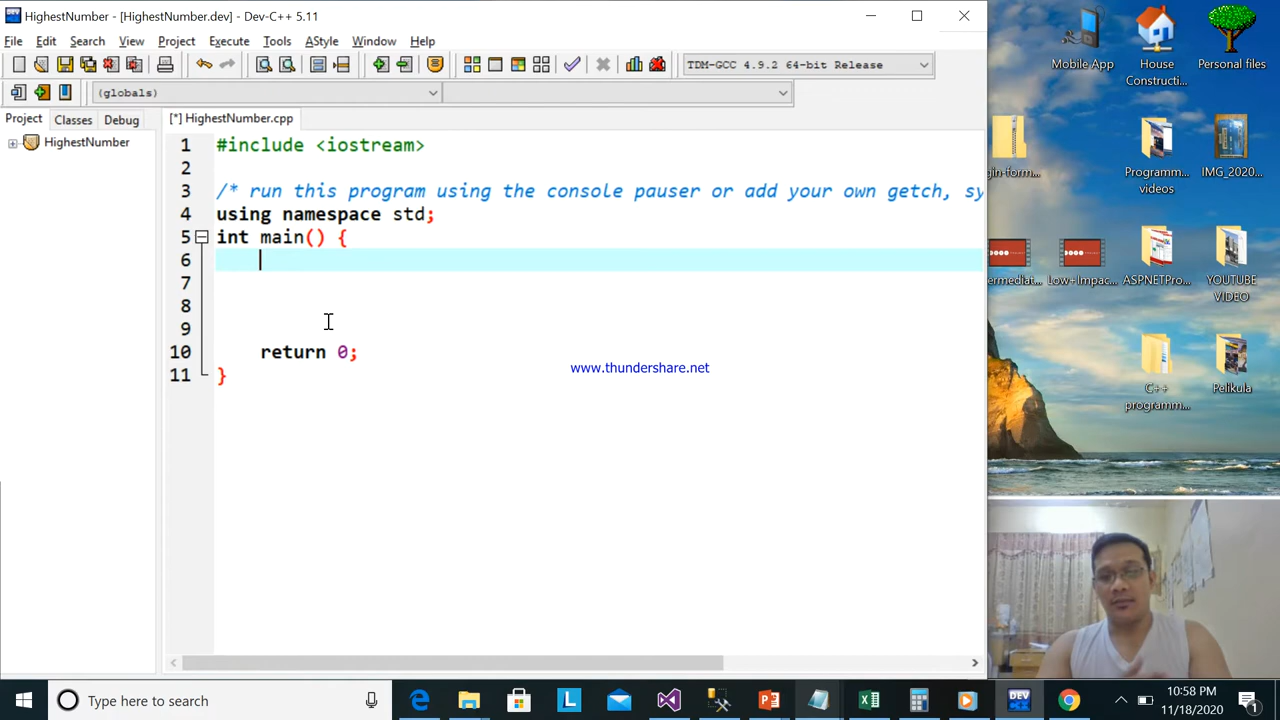 HighestNumber - [HighestNumber.dev] - Dev-C++ 5.11
File Edit Search View Project Execute Tools AStyle Window Help
TDM-GCC 4.9.2 64-bit Release
(globals)
Project Classes Debug
[*] HighestNumber.cpp
HighestNumber
1 #include <iostream>
2
3 /* run this program using the console pauser or add your own getch, sy
4 using namespace std;
5 int main() {
6
7
8
9
10 return 0;
11 }
www.thundershare.net
Mobile App
House
Constructi...
Personal files
gin-form...
Programm...
videos
IMG_2020...
ermediat...
Low+Impac...
ASPNETPro...
YOUTUBE
VIDEO
C++
programm...
Pelikula
Type here to search
10:58 PM
11/18/2020
1